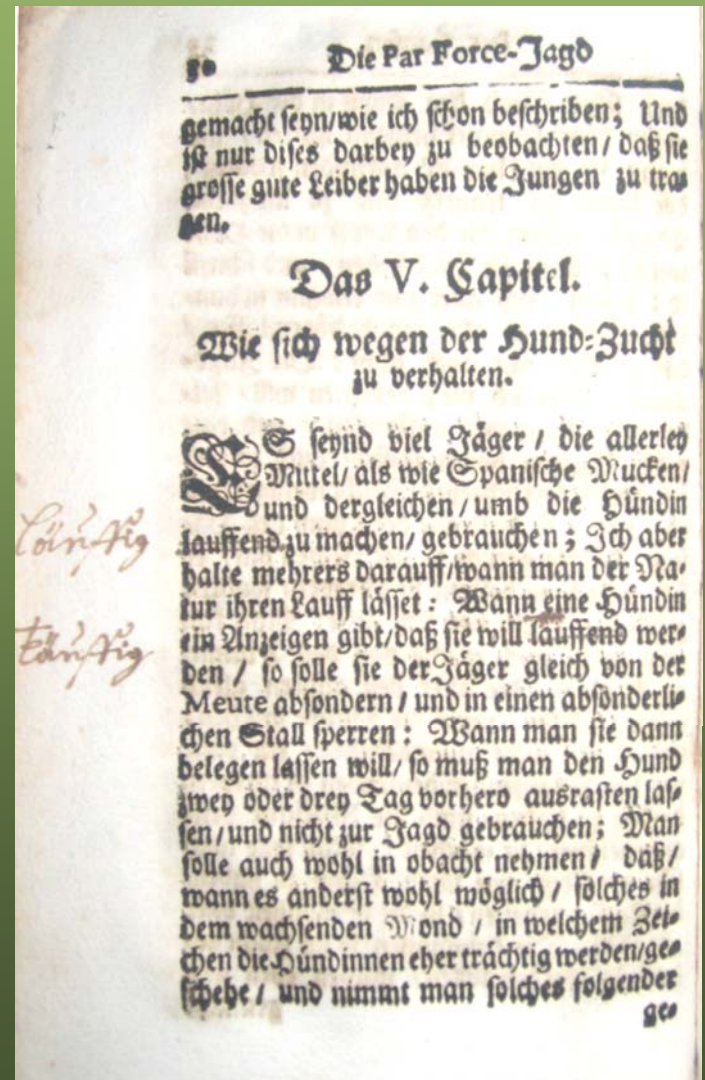 30 Die Par Force-Jagd
gemacht seyn/wie ich schon beschriben; Und
ist nur dises darbey zu beobachten/ daß sie
grosse gute Leiber haben die Jungen zu tra-
gen.
Das V. Capitel.
Wie sich wegen der Hund-Zucht
zu verhalten.
ES seynd viel Jäger / die allerley
Mittel/ als wie Spanische Mucken/
und dergleichen / umb die Hündin
lauffend zu machen/ gebrauchen; Ich aber
halte mehrers darauff/wann man der Na-
tur ihren Lauff lässet: Wann eine Hündin
ein Anzeigen gibt/daß sie will lauffend wer-
den / so solle sie der Jäger gleich von der
Meute absondern / und in einen absonderli-
chen Stall sperren: Wann man sie dann
belegen lassen will/ so muß man den Hund
zwey oder drey Tag vorhero ausrasten las-
sen/und nicht zur Jagd gebrauchen; Man
solle auch wohl in obacht nehmen / daß/
wann es anderst wohl möglich / solches in
dem wachsenden Mond / in welchem Zei-
chen die Hündinnen eher trächtig werden/ge-
schehe / und nimmt man solches folgender
ge-
läuffig